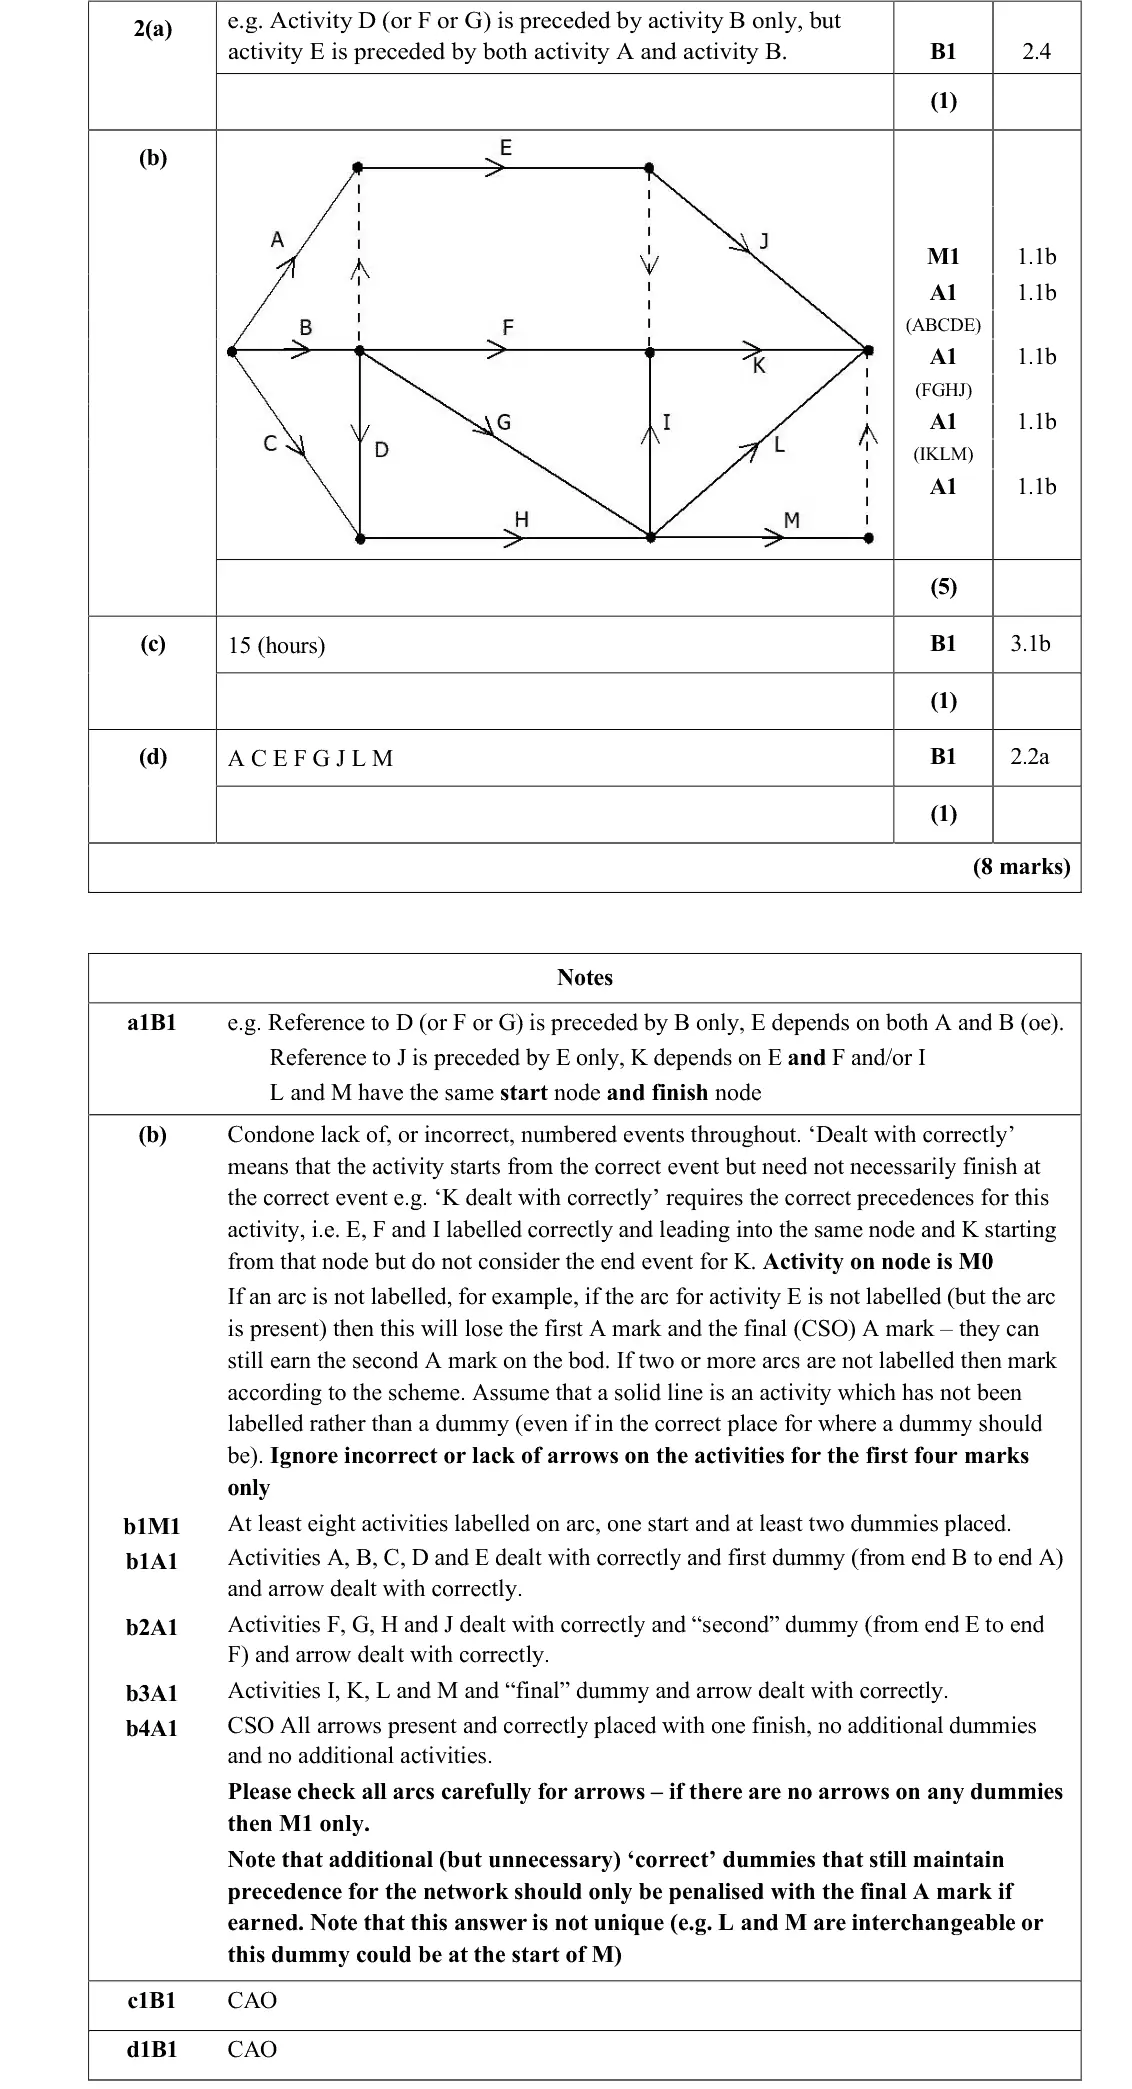 2(a)
e.g. Activity D (or F or G) is preceded by activity B only, but
activity E is preceded by both activity A and activity B.
B1
2.4
(1)
(b)
E
A
J
B
F
K
G
I
C
D
L
H
M
M1
1.1b
A1
1.1b
(ABCDE)
A1
1.1b
(FGHJ)
A1
1.1b
(IKLM)
A1
1.1b
(5)
(c)
15 (hours)
B1
3.1b
(1)
(d)
A C E F G J L M
B1
2.2a
(1)
(8 marks)
Notes
a1B1
e.g. Reference to D (or F or G) is preceded by B only, E depends on both A and B (oe).
Reference to J is preceded by E only, K depends on E and F and/or I
L and M have the same start node and finish node
(b)
Condone lack of, or incorrect, numbered events throughout. ‘Dealt with correctly’
means that the activity starts from the correct event but need not necessarily finish at
the correct event e.g. ‘K dealt with correctly’ requires the correct precedences for this
activity, i.e. E, F and I labelled correctly and leading into the same node and K starting
from that node but do not consider the end event for K. Activity on node is M0
If an arc is not labelled, for example, if the arc for activity E is not labelled (but the arc
is present) then this will lose the first A mark and the final (CSO) A mark – they can
still earn the second A mark on the bod. If two or more arcs are not labelled then mark
according to the scheme. Assume that a solid line is an activity which has not been
labelled rather than a dummy (even if in the correct place for where a dummy should
be). Ignore incorrect or lack of arrows on the activities for the first four marks
only
b1M1
At least eight activities labelled on arc, one start and at least two dummies placed.
b1A1
Activities A, B, C, D and E dealt with correctly and first dummy (from end B to end A)
and arrow dealt with correctly.
b2A1
Activities F, G, H and J dealt with correctly and “second” dummy (from end E to end
F) and arrow dealt with correctly.
b3A1
Activities I, K, L and M and “final” dummy and arrow dealt with correctly.
b4A1
CSO All arrows present and correctly placed with one finish, no additional dummies
and no additional activities.
Please check all arcs carefully for arrows – if there are no arrows on any dummies
then M1 only.
Note that additional (but unnecessary) ‘correct’ dummies that still maintain
precedence for the network should only be penalised with the final A mark if
earned. Note that this answer is not unique (e.g. L and M are interchangeable or
this dummy could be at the start of M)
c1B1
CAO
d1B1
CAO